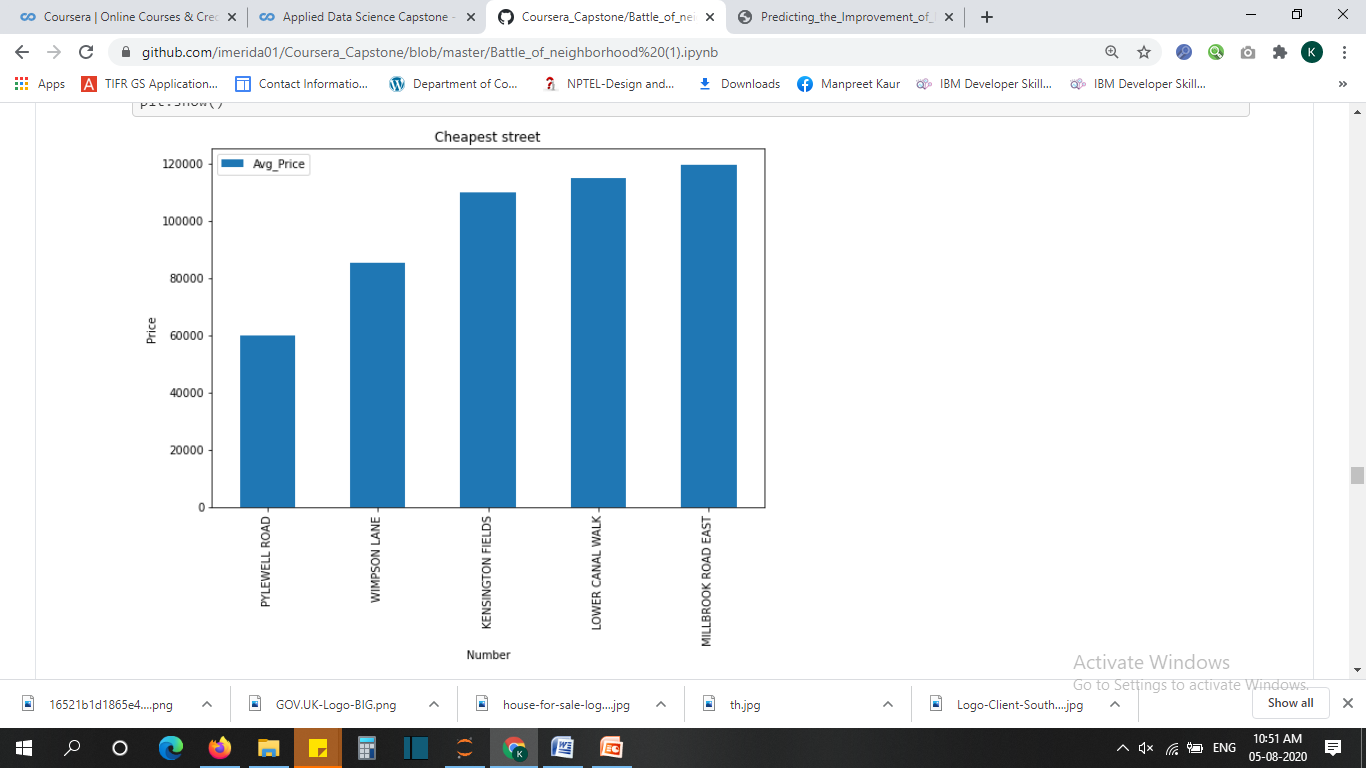 Coursera | Online Courses & Cred
Applied Data Science Capstone -
Coursera_Capstone/Battle_of_nei
Predicting_the_Improvement_of_
github.com/imerida01/Coursera_Capstone/blob/master/Battle_of_neighborhood%20(1).ipynb
K
Apps
TIFR GS Application...
Contact Informatio...
Department of Co...
NPTEL-Design and...
Downloads
Manpreet Kaur
IBM Developer Skill...
IBM Developer Skill...
»
plt.show()
Cheapest street
Avg_Price
120000
100000
80000
60000
40000
20000
0
Price
PYLEWELL ROAD
WIMPSON LANE
KENSINGTON FIELDS
LOWER CANAL WALK
MILLBROOK ROAD EAST
Number
Activate Windows
Go to Settings to activate Windows.
16521b1d1865e4....png
GOV.UK-Logo-BIG.png
house-for-sale-log....jpg
th.jpg
Logo-Client-South....jpg
Show all
ENG
10:51 AM
05-08-2020